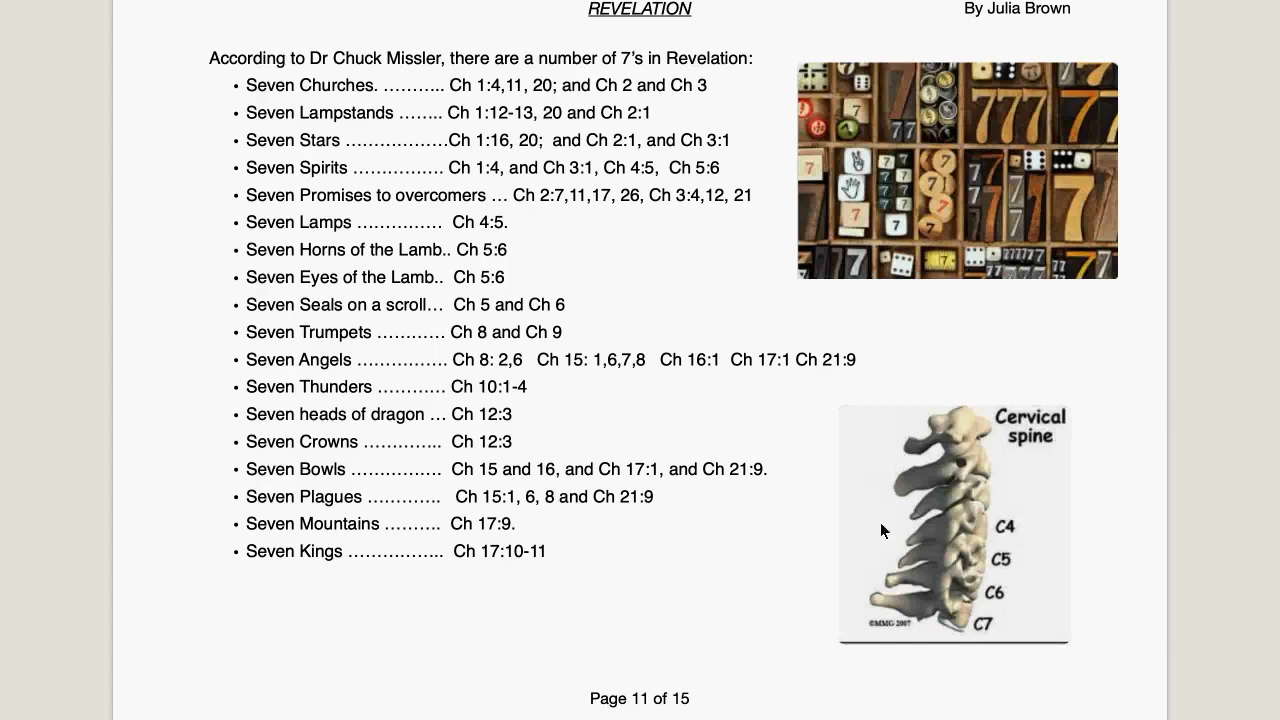 REVELATION
By Julia Brown
According to Dr Chuck Missler, there are a number of 7’s in Revelation:
• Seven Churches. ……….. Ch 1:4,11, 20; and Ch 2 and Ch 3
• Seven Lampstands …….. Ch 1:12-13, 20 and Ch 2:1
• Seven Stars ………………Ch 1:16, 20; and Ch 2:1, and Ch 3:1
• Seven Spirits ……………. Ch 1:4, and Ch 3:1, Ch 4:5, Ch 5:6
• Seven Promises to overcomers … Ch 2:7,11,17, 26, Ch 3:4,12, 21
• Seven Lamps …………… Ch 4:5.
• Seven Horns of the Lamb.. Ch 5:6
• Seven Eyes of the Lamb.. Ch 5:6
• Seven Seals on a scroll… Ch 5 and Ch 6
• Seven Trumpets ………… Ch 8 and Ch 9
• Seven Angels ……………. Ch 8: 2,6 Ch 15: 1,6,7,8 Ch 16:1 Ch 17:1 Ch 21:9
• Seven Thunders ………… Ch 10:1-4
• Seven heads of dragon … Ch 12:3
• Seven Crowns ………….. Ch 12:3
• Seven Bowls ……………. Ch 15 and 16, and Ch 17:1, and Ch 21:9.
• Seven Plagues …………. Ch 15:1, 6, 8 and Ch 21:9
• Seven Mountains ………. Ch 17:9.
• Seven Kings …………….. Ch 17:10-11
7
77
777
7
7
7
7
7
77
Cervical
spine
C4
C5
C6
C7
©MMG 2007
Page 11 of 15